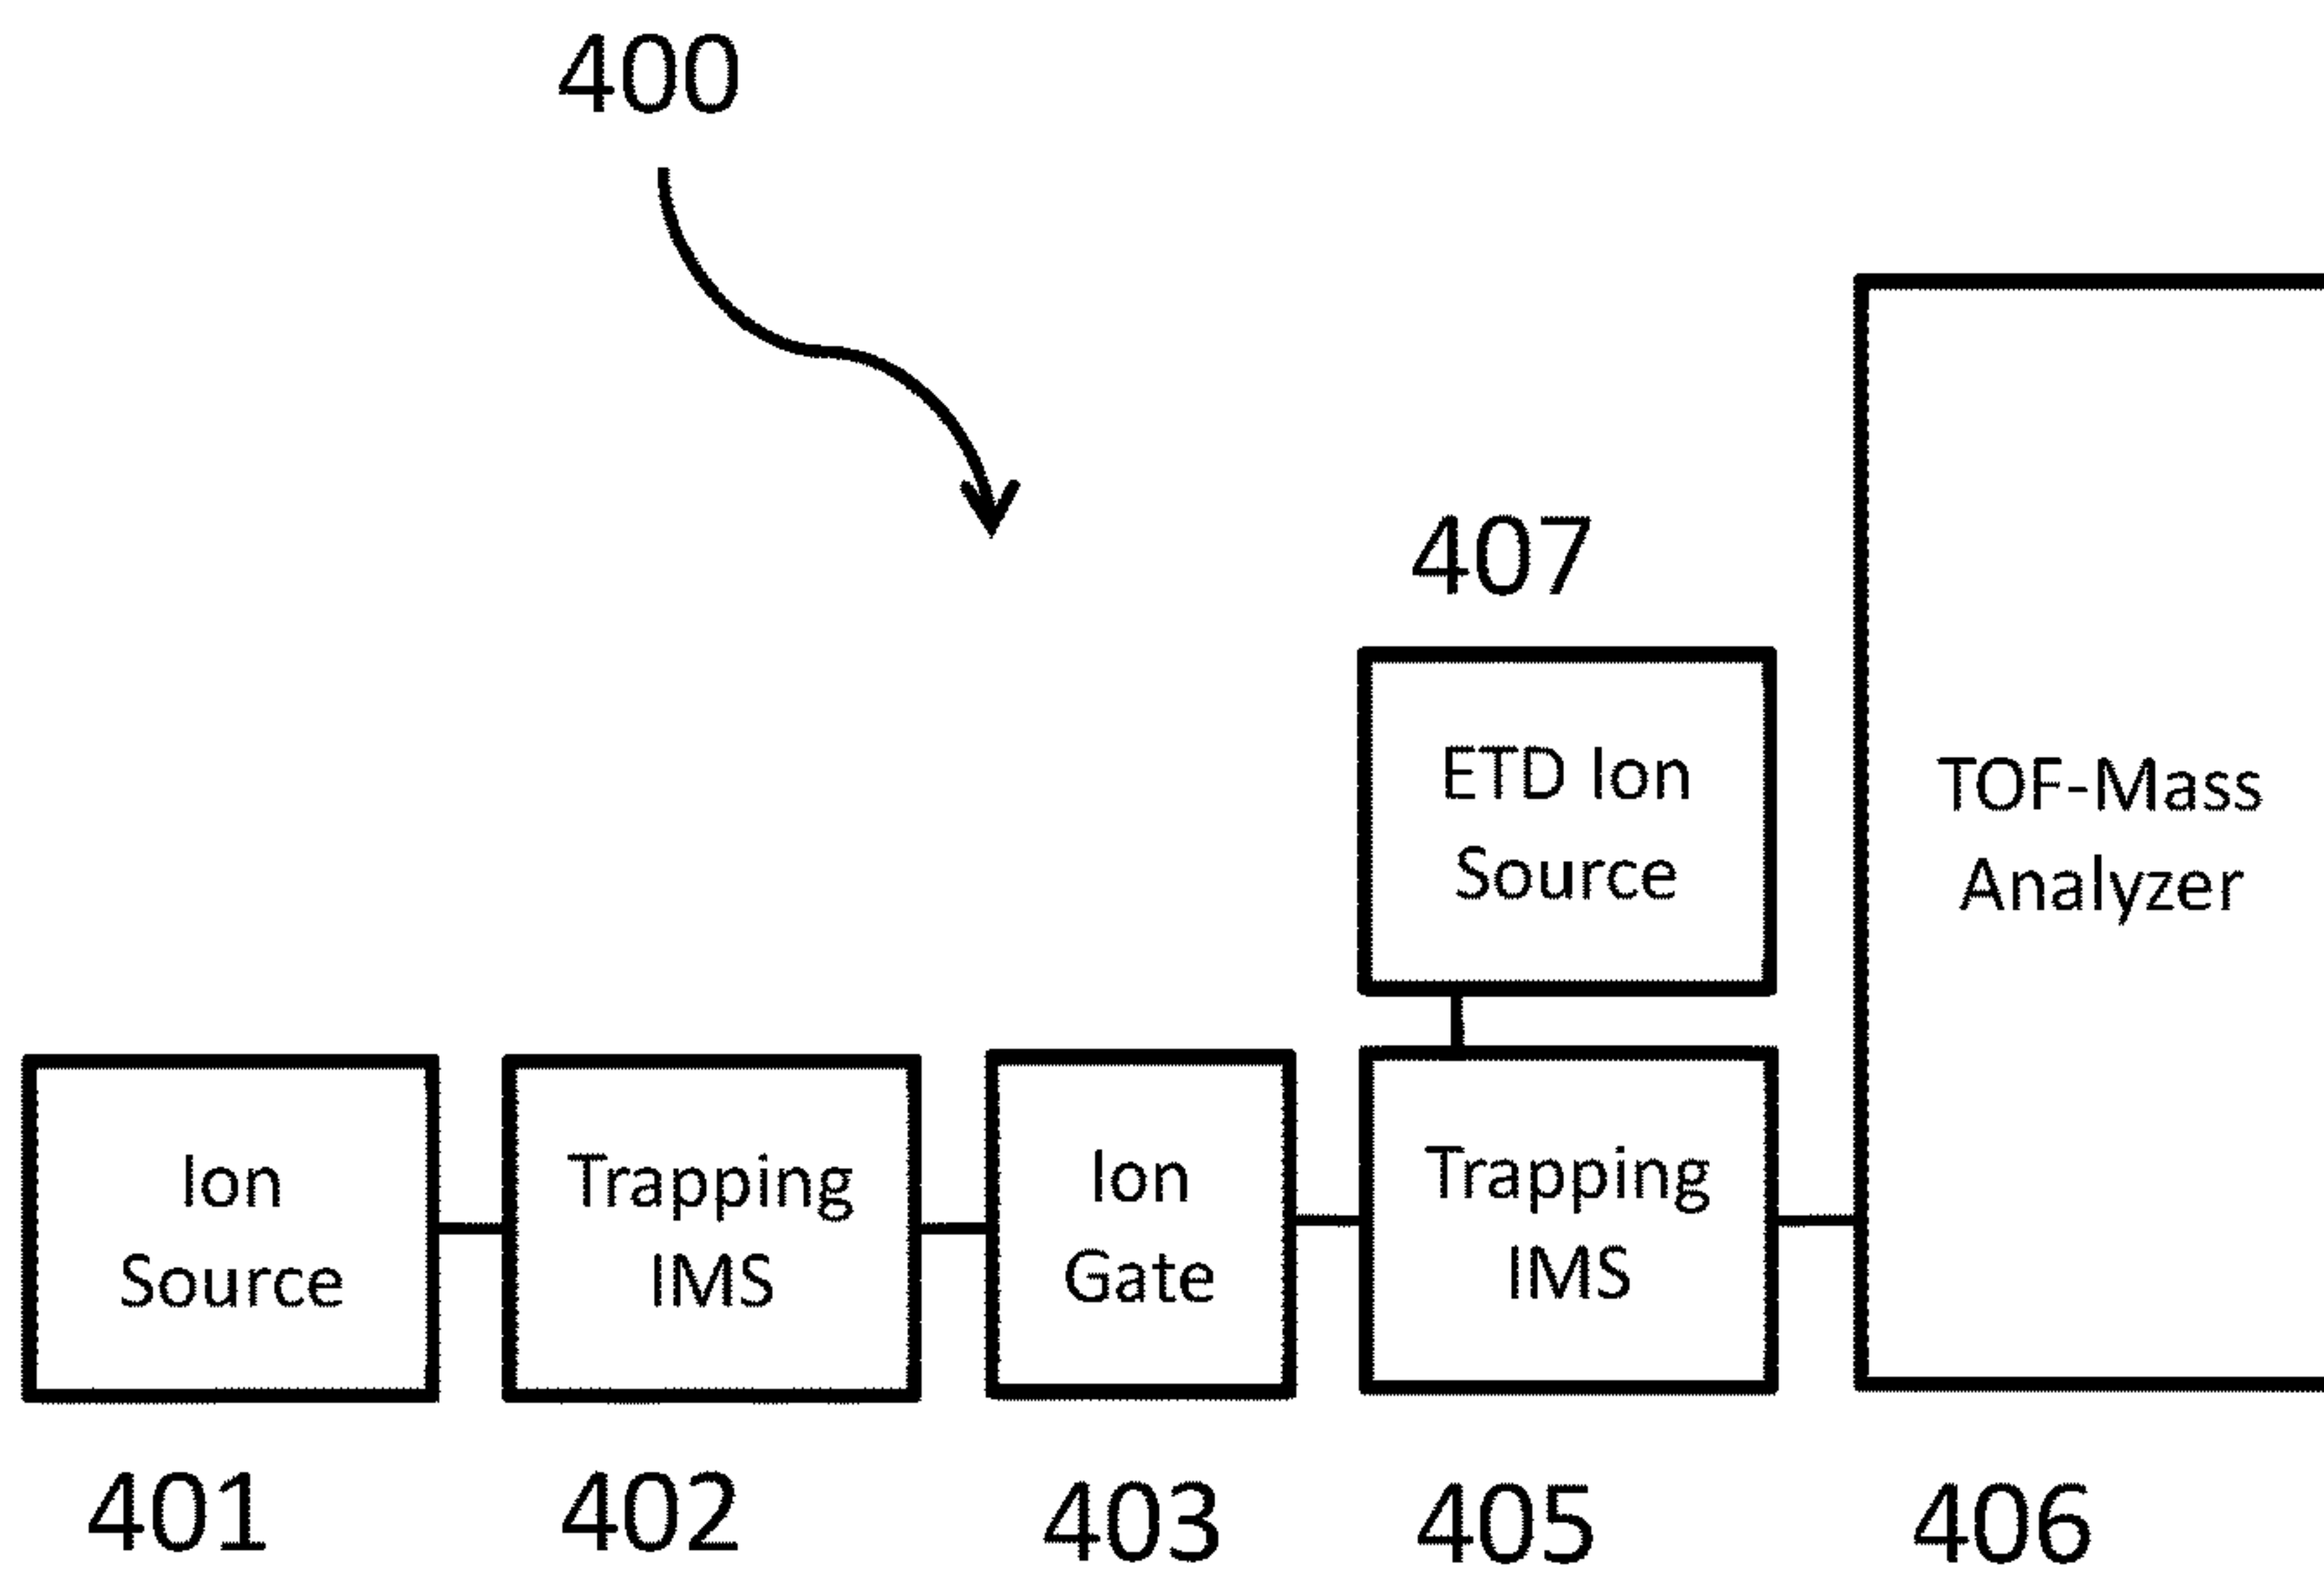 400
407
ETD Ion
Source
TOF-Mass
Analyzer
Ion
Source
Trapping
IMS
Ion
Gate
Trapping
IMS
401
402
403
405
406